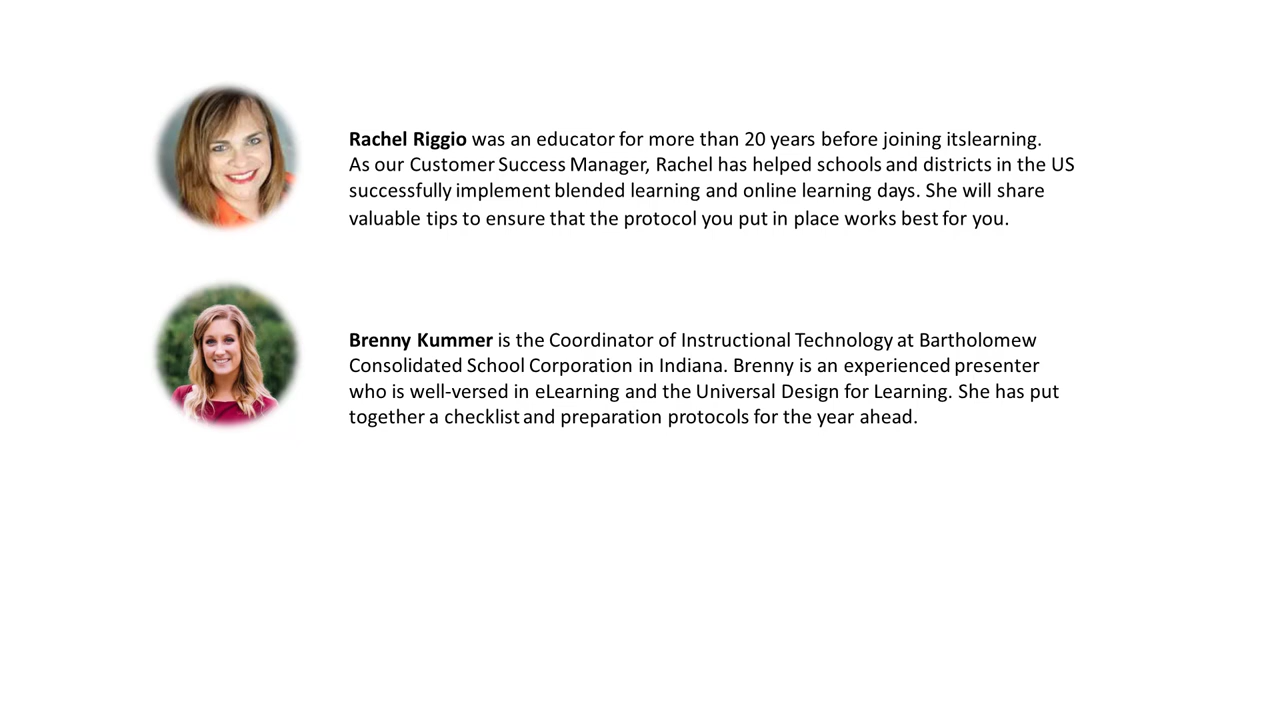 Rachel Riggio was an educator for more than 20 years before joining itslearning.
As our Customer Success Manager, Rachel has helped schools and districts in the US
successfully implement blended learning and online learning days. She will share
valuable tips to ensure that the protocol you put in place works best for you.
Brenny Kummer is the Coordinator of Instructional Technology at Bartholomew
Consolidated School Corporation in Indiana. Brenny is an experienced presenter
who is well-versed in eLearning and the Universal Design for Learning. She has put
together a checklist and preparation protocols for the year ahead.